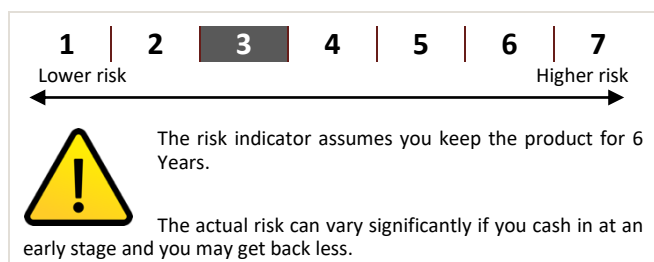 1 2 3 4 5 6 7
Lower risk Higher risk
The risk indicator assumes you keep the product for 6
Years.
The actual risk can vary significantly if you cash in at an
early stage and you may get back less.